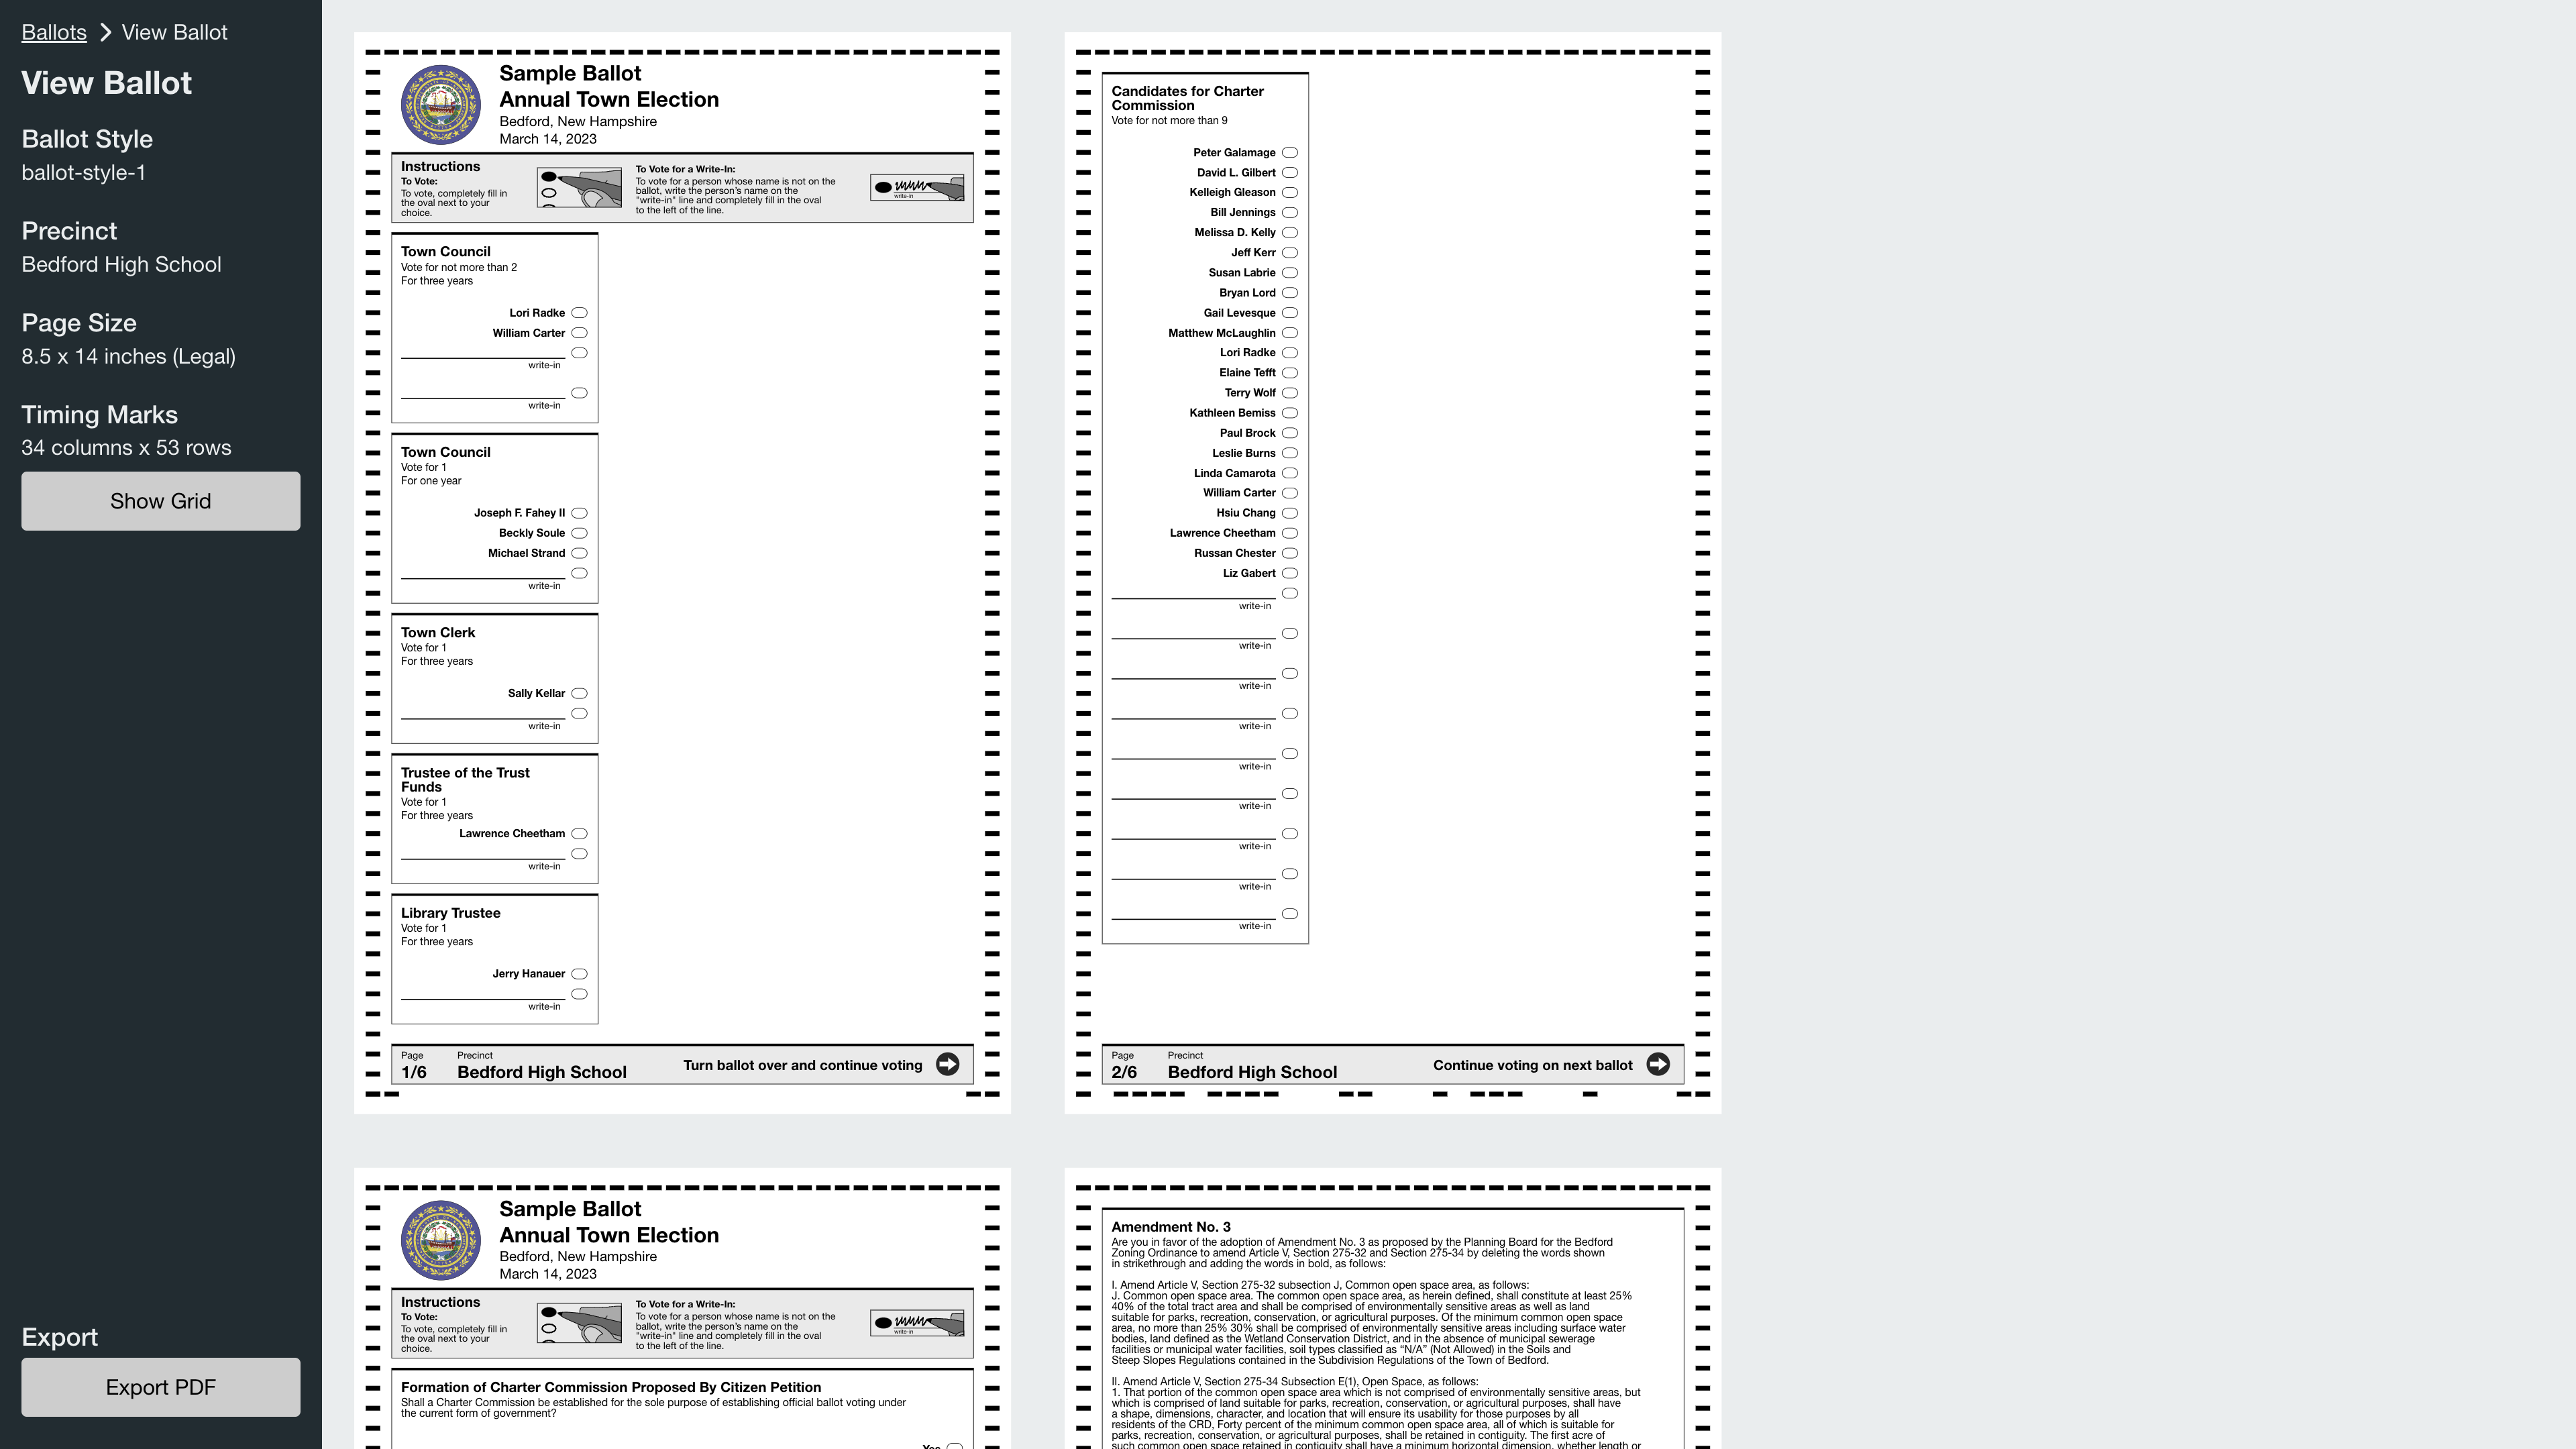 Ballots > View Ballot
View Ballot
Ballot Style
ballot-style-1
Precinct
Bedford High School
Page Size
8.5 x 14 inches (Legal)
Timing Marks
34 columns x 53 rows
Show Grid
Export
Export PDF
Sample Ballot
Annual Town Election
Bedford, New Hampshire
March 14, 2023
Instructions
To Vote:
To vote, completely fill in
the oval next to your
choice.
To Vote for a Write-In:
To vote for a person whose name is not on the
ballot, write the person's name on the
"write-in" line and completely fill in the oval
to the left of the line.
write-in
Town Council
Vote for not more than 2
For three years
Lori Radke
William Carter
write-in
write-in
Town Council
Vote for 1
For one year
Joseph F. Fahey II
Beckly Soule
Michael Strand
write-in
Town Clerk
Vote for 1
For three years
Sally Kellar
write-in
Trustee of the Trust
Funds
Vote for 1
For three years
Lawrence Cheetham
write-in
Library Trustee
Vote for 1
For three years
Jerry Hanauer
write-in
Page
1/6
Precinct
Bedford High School
Turn ballot over and continue voting
Candidates for Charter
Commission
Vote for not more than 9
Peter Galamage
David L. Gilbert
Kelleigh Gleason
Bill Jennings
Melissa D. Kelly
Jeff Kerr
Susan Labrie
Bryan Lord
Gail Levesque
Matthew McLaughlin
Lori Radke
Elaine Tefft
Terry Wolf
Kathleen Bemiss
Paul Brock
Leslie Burns
Linda Camarota
William Carter
Hsiu Chang
Lawrence Cheetham
Russan Chester
Liz Gabert
write-in
write-in
write-in
write-in
write-in
write-in
write-in
write-in
write-in
Page
2/6
Precinct
Bedford High School
Continue voting on next ballot
Sample Ballot
Annual Town Election
Bedford, New Hampshire
March 14, 2023
Instructions
To Vote:
To vote, completely fill in
the oval next to your
choice.
To Vote for a Write-In:
To vote for a person whose name is not on the
ballot, write the person's name on the
"write-in" line and completely fill in the oval
to the left of the line.
write-in
Formation of Charter Commission Proposed By Citizen Petition
Shall a Charter Commission be established for the sole purpose of establishing official ballot voting under
the current form of government?
Yes
Amendment No. 3
Are you in favor of the adoption of Amendment No. 3 as proposed by the Planning Board for the Bedford
Zoning Ordinance to amend Article V, Section 275-32 and Section 275-34 by deleting the words shown
in strikethrough and adding the words in bold, as follows:
I. Amend Article V, Section 275-32 subsection J, Common open space area, as follows:
J. Common open space area. The common open space area, as herein defined, shall constitute at least 25%
40% of the total tract area and shall be comprised of environmentally sensitive areas as well as land
suitable for parks, recreation, conservation, or agricultural purposes. Of the minimum common open space
area, no more than 25% 30% shall be comprised of environmentally sensitive areas including surface water
bodies, land defined as the Wetland Conservation District, and in the absence of municipal sewerage
facilities or municipal water facilities, soil types classified as “N/A” (Not Allowed) in the Soils and
Steep Slopes Regulations contained in the Subdivision Regulations of the Town of Bedford.
II. Amend Article V, Section 275-34 Subsection E(1), Open Space, as follows:
1. That portion of the common open space area which is not comprised of environmentally sensitive areas, but
which is comprised of land suitable for parks, recreation, conservation, or agricultural purposes, shall have
a shape, dimensions, character, and location that will ensure its usability for those purposes by all
residents of the CRD, Forty percent of the minimum common open space area, all of which is suitable for
parks, recreation, conservation, or agricultural purposes, shall be retained in contiguity. The first acre of
such common open space retained in contiguity shall have a minimum horizontal dimension, whether length or